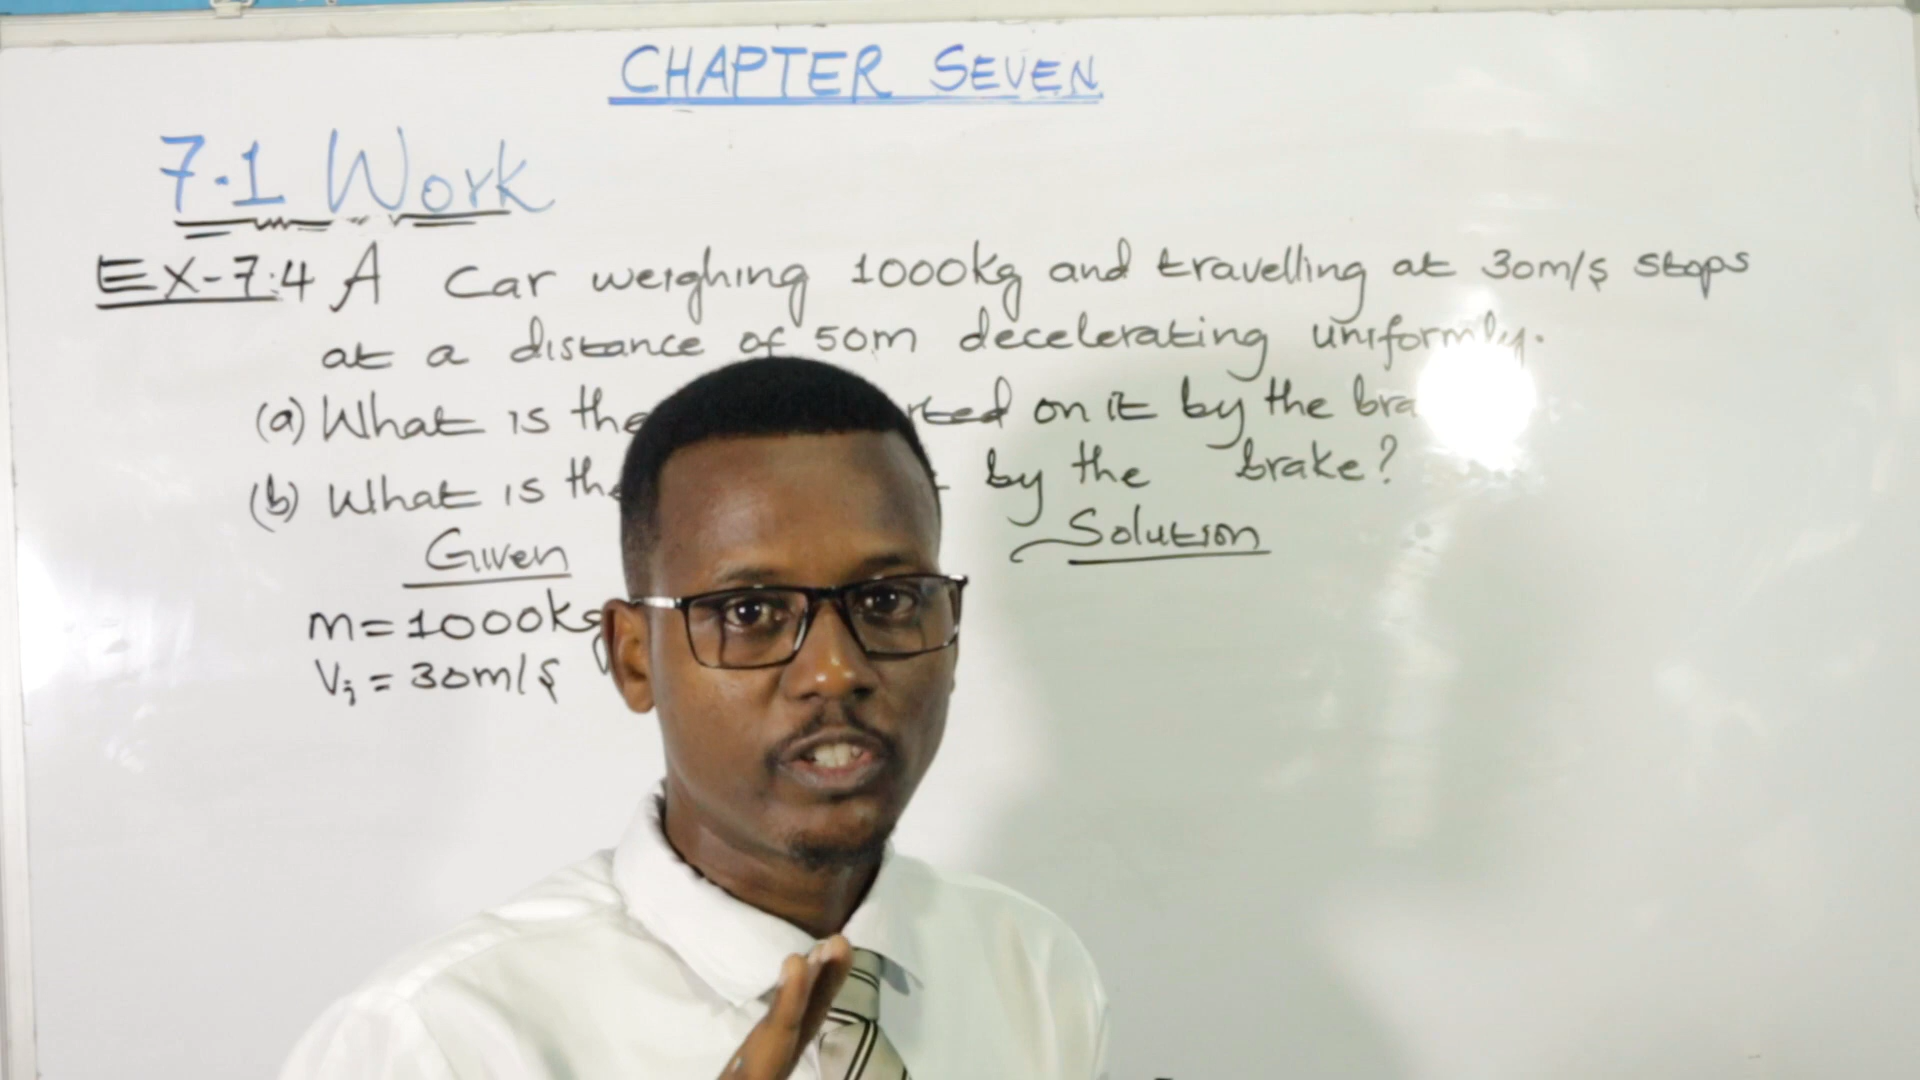 CHAPTER SEVEN
7.1 Work
EX-7.4 A car weighing 1000kg and travelling at 30m/s stops
at a distance of 50m decelerating uniformly.
(a) What is the on it by the
(b) What is the by the brake?
Given
Solution
m=1000kg
Vi = 30m/s